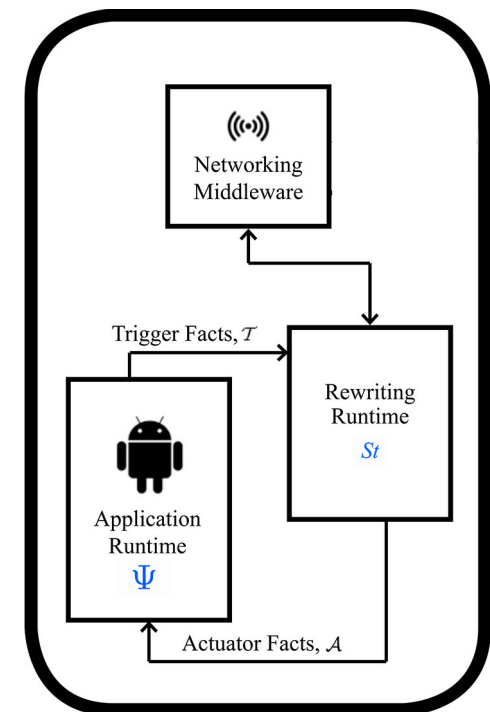 Networking
Middleware
Trigger Facts, 𝒯
Rewriting
Runtime
St
Application
Runtime
Ψ
Actuator Facts, 𝒜